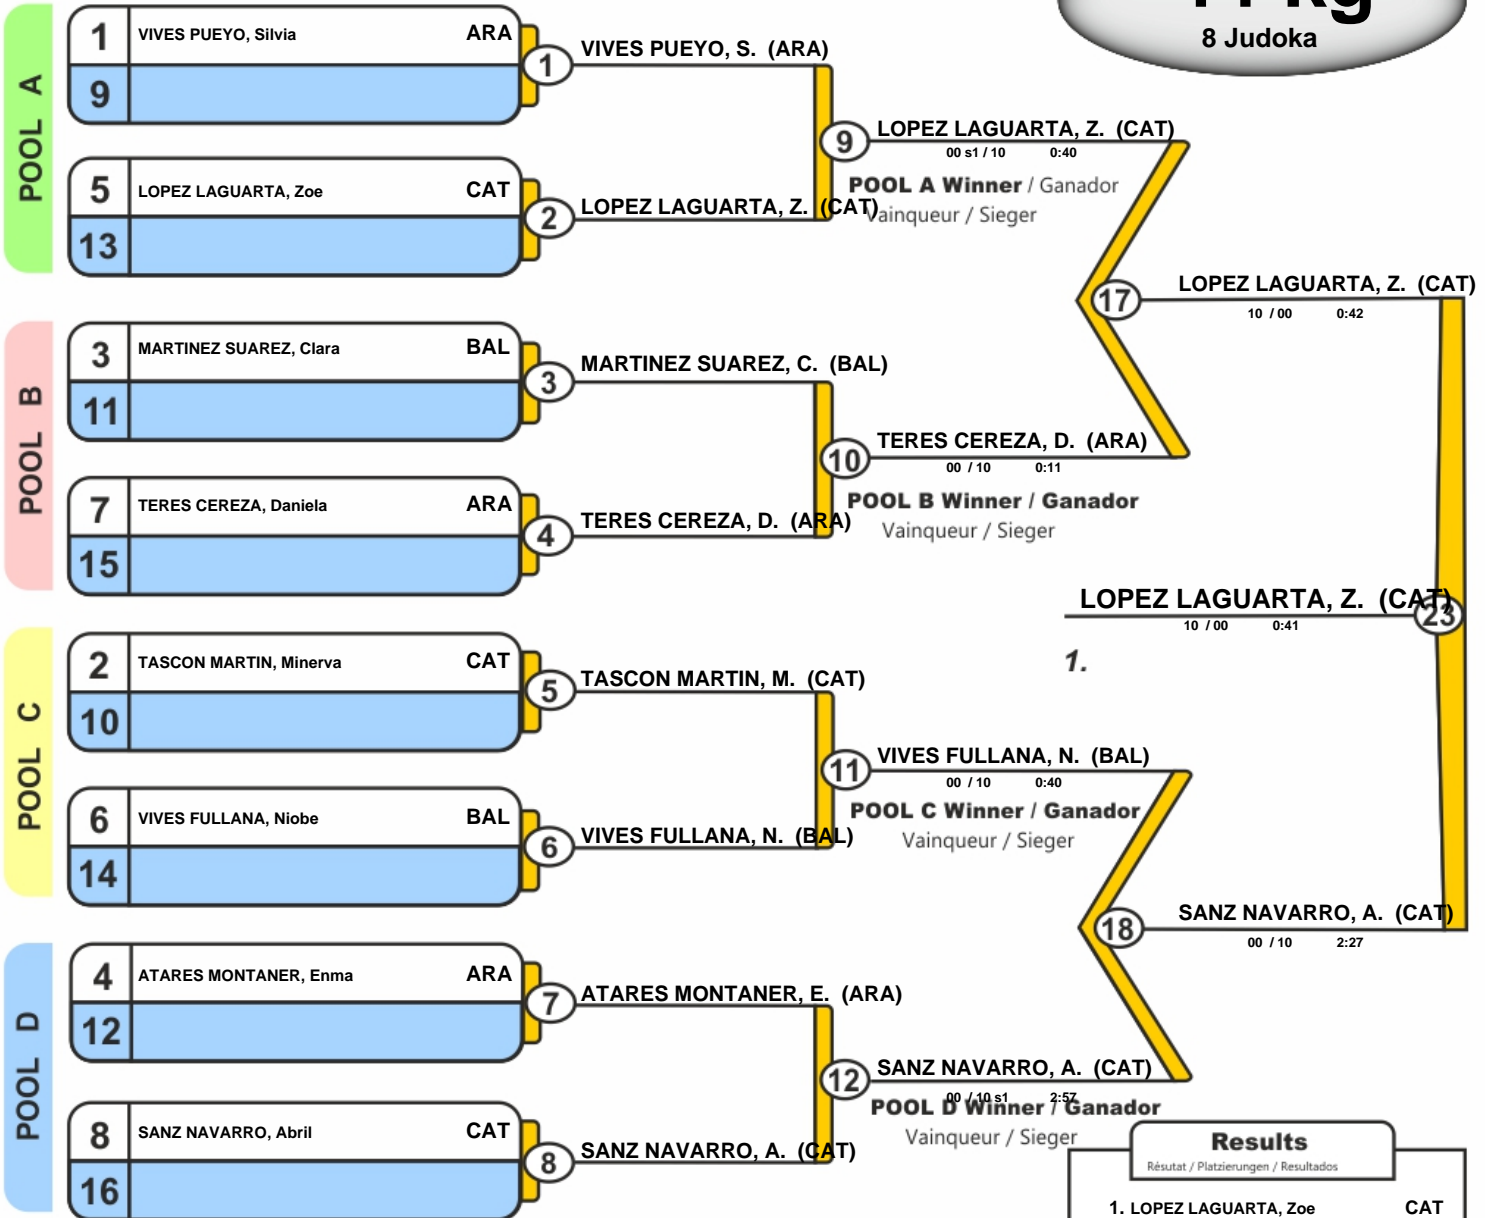 8 Judoka
POOL A
1 VIVES PUEYO, Silvia ARA
9
1 VIVES PUEYO, S. (ARA)
5 LOPEZ LAGUARTA, Zoe CAT
13
2 LOPEZ LAGUARTA, Z. (CAT)
9 LOPEZ LAGUARTA, Z. (CAT)
00 s1 / 10 0:40
POOL A Winner / Ganador
Vainqueur / Sieger
17 LOPEZ LAGUARTA, Z. (CAT)
10 / 00 0:42
POOL B
3 MARTINEZ SUAREZ, Clara BAL
11
3 MARTINEZ SUAREZ, C. (BAL)
7 TERES CEREZA, Daniela ARA
15
4 TERES CEREZA, D. (ARA)
10 TERES CEREZA, D. (ARA)
00 / 10 0:11
POOL B Winner / Ganador
Vainqueur / Sieger
LOPEZ LAGUARTA, Z. (CAT) 23
10 / 00 0:41
1.
POOL C
2 TASCON MARTIN, Minerva CAT
10
5 TASCON MARTIN, M. (CAT)
6 VIVES FULLANA, Niobe BAL
14
6 VIVES FULLANA, N. (BAL)
11 VIVES FULLANA, N. (BAL)
00 / 10 0:40
POOL C Winner / Ganador
Vainqueur / Sieger
18 SANZ NAVARRO, A. (CAT)
00 / 10 2:27
POOL D
4 ATARES MONTANER, Enma ARA
12
7 ATARES MONTANER, E. (ARA)
8 SANZ NAVARRO, Abril CAT
16
8 SANZ NAVARRO, A. (CAT)
12 SANZ NAVARRO, A. (CAT)
00 / 10 s1 2:57
POOL D Winner / Ganador
Vainqueur / Sieger
Results
Résutat / Platzierungen / Resultados
1. LOPEZ LAGUARTA, Zoe CAT